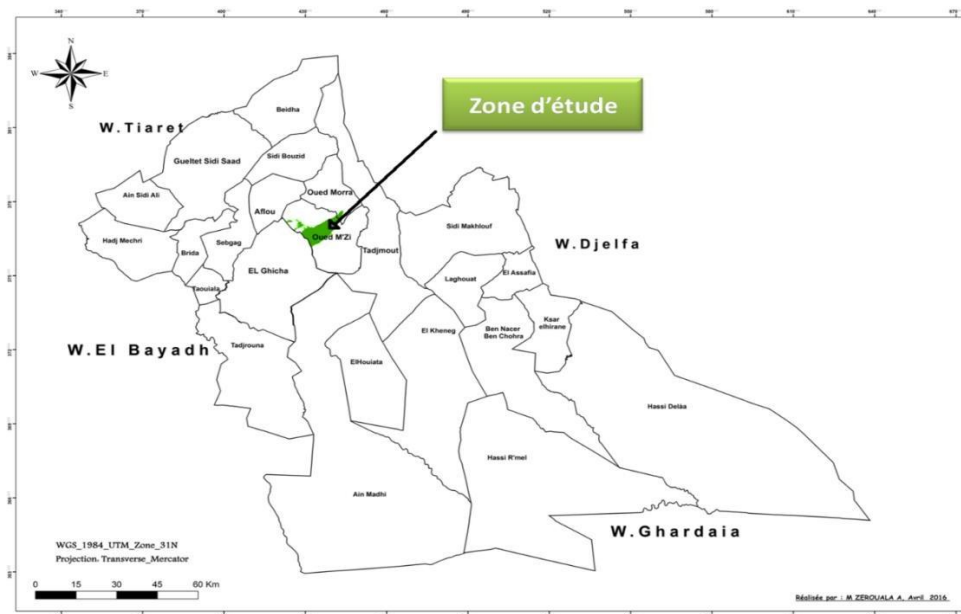 N
W E
S
Zone d'étude
W.Tiaret
Beidha
Gueltet Sidi Saad
Sidi Bouzid
Ain Sidi Ali
Aflou
Oued Morra
Hadj Mechri
Brida
Sebgag
Oued M'Zi
Tadjmout
Sidi Makhlouf
W.Djelfa
Taouiala
EL Ghicha
Laghouat
El Assafia
W.El Bayadh
Tadjrouna
ElHouiata
El Kheneg
Ben Nacer
Ben Chohra
Ksar
elhirane
Hassi Delâa
Hassi R'mel
Ain Madhi
W.Ghardaia
WGS_1984_UTM_Zone_31N
Projection. Transverse_Mercator
0 15 30 45 60 Km
Réalisée par : M ZEROUALA A, Avril 2016